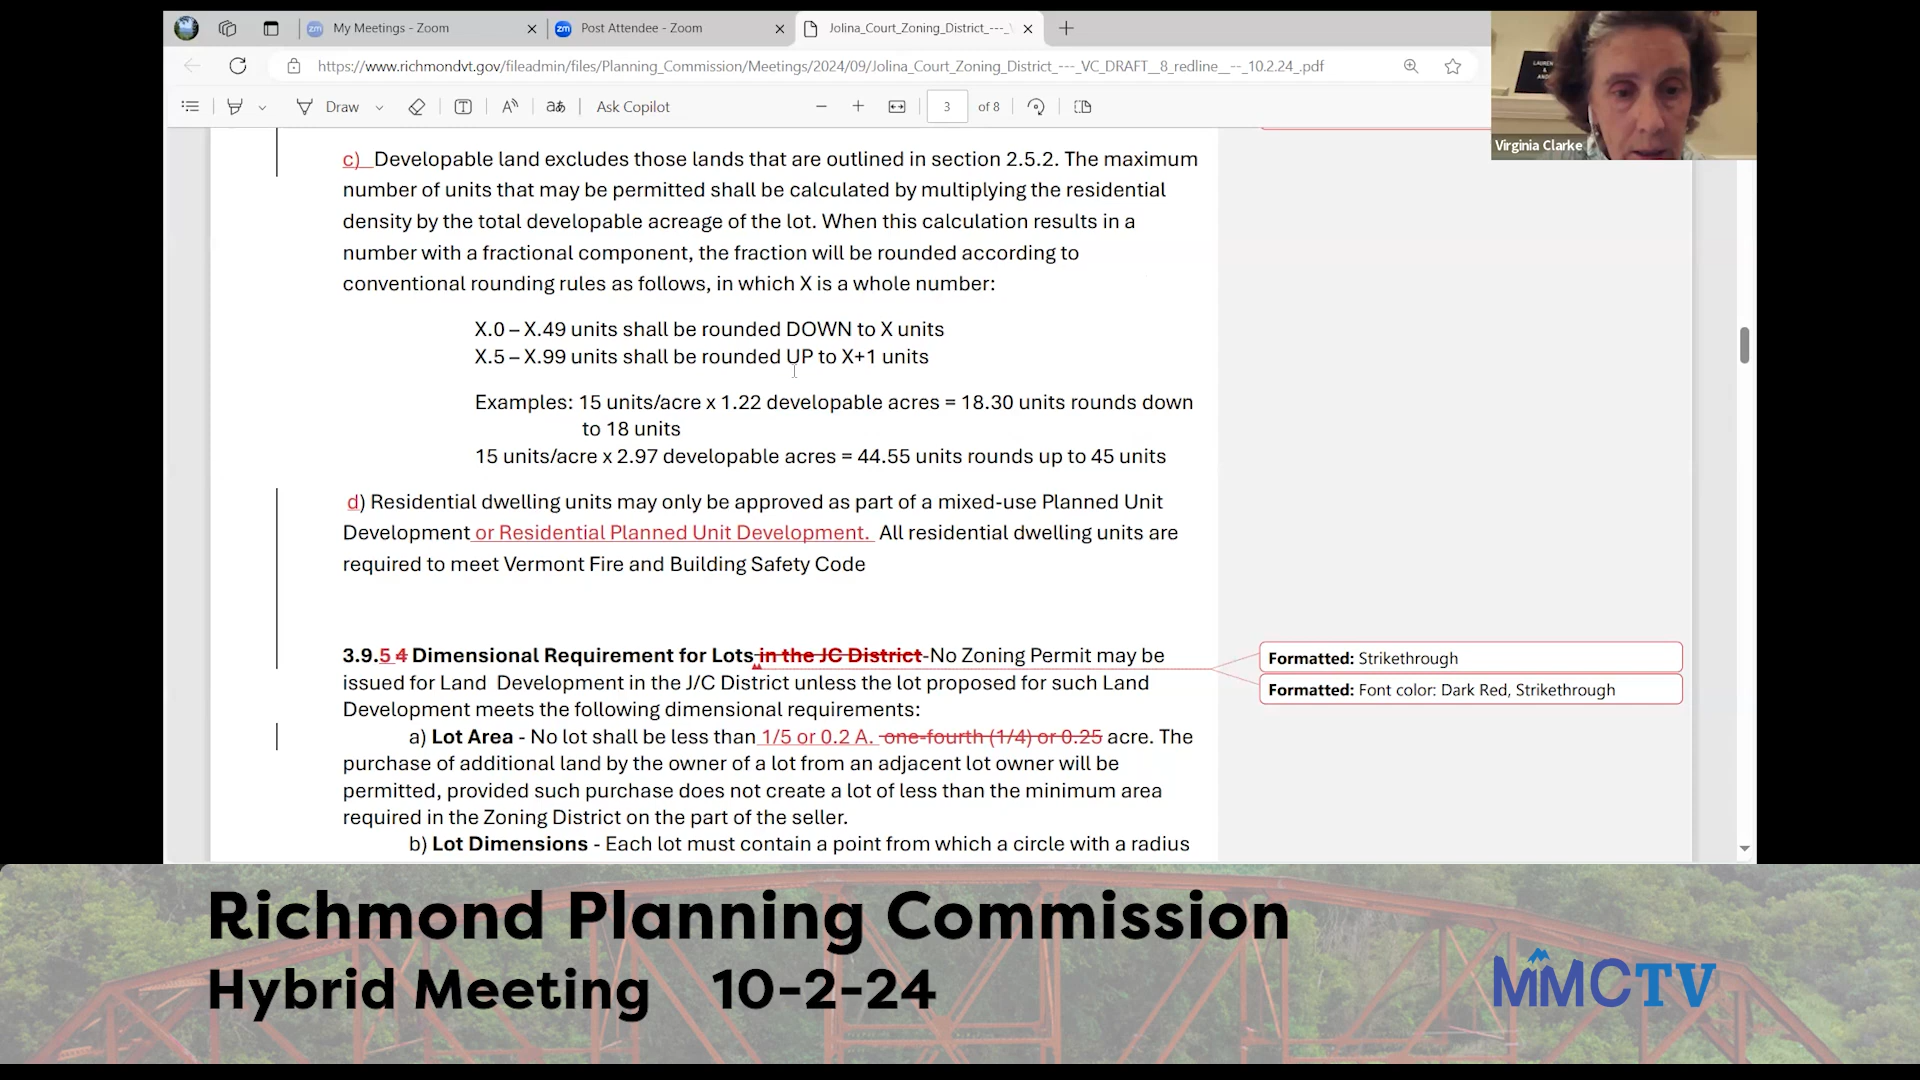 My Meetings - Zoom
Post Attendee - Zoom
Jolina_Court_Zoning_District_---_
https://www.richmondvt.gov/fileadmin/files/Planning_Commission/Meetings/2024/09/Jolina_Court_Zoning_District_---_VC_DRAFT__8_redline__--_10.2.24_.pdf
Draw
Ask Copilot
3
of 8
Virginia Clarke
c) Developable land excludes those lands that are outlined in section 2.5.2. The maximum
number of units that may be permitted shall be calculated by multiplying the residential
density by the total developable acreage of the lot. When this calculation results in a
number with a fractional component, the fraction will be rounded according to
conventional rounding rules as follows, in which X is a whole number:
X.0 – X.49 units shall be rounded DOWN to X units
X.5 – X.99 units shall be rounded UP to X+1 units
Examples: 15 units/acre x 1.22 developable acres = 18.30 units rounds down
to 18 units
15 units/acre x 2.97 developable acres = 44.55 units rounds up to 45 units
d) Residential dwelling units may only be approved as part of a mixed-use Planned Unit
Development or Residential Planned Unit Development. All residential dwelling units are
required to meet Vermont Fire and Building Safety Code
3.9.5 4 Dimensional Requirement for Lots in the JC District-No Zoning Permit may be
issued for Land Development in the J/C District unless the lot proposed for such Land
Development meets the following dimensional requirements:
a) Lot Area - No lot shall be less than 1/5 or 0.2 A. one-fourth (1/4) or 0.25 acre. The
purchase of additional land by the owner of a lot from an adjacent lot owner will be
permitted, provided such purchase does not create a lot of less than the minimum area
required in the Zoning District on the part of the seller.
b) Lot Dimensions - Each lot must contain a point from which a circle with a radius
Formatted: Strikethrough
Formatted: Font color: Dark Red, Strikethrough
Richmond Planning Commission
Hybrid Meeting 10-2-24
MMCTV